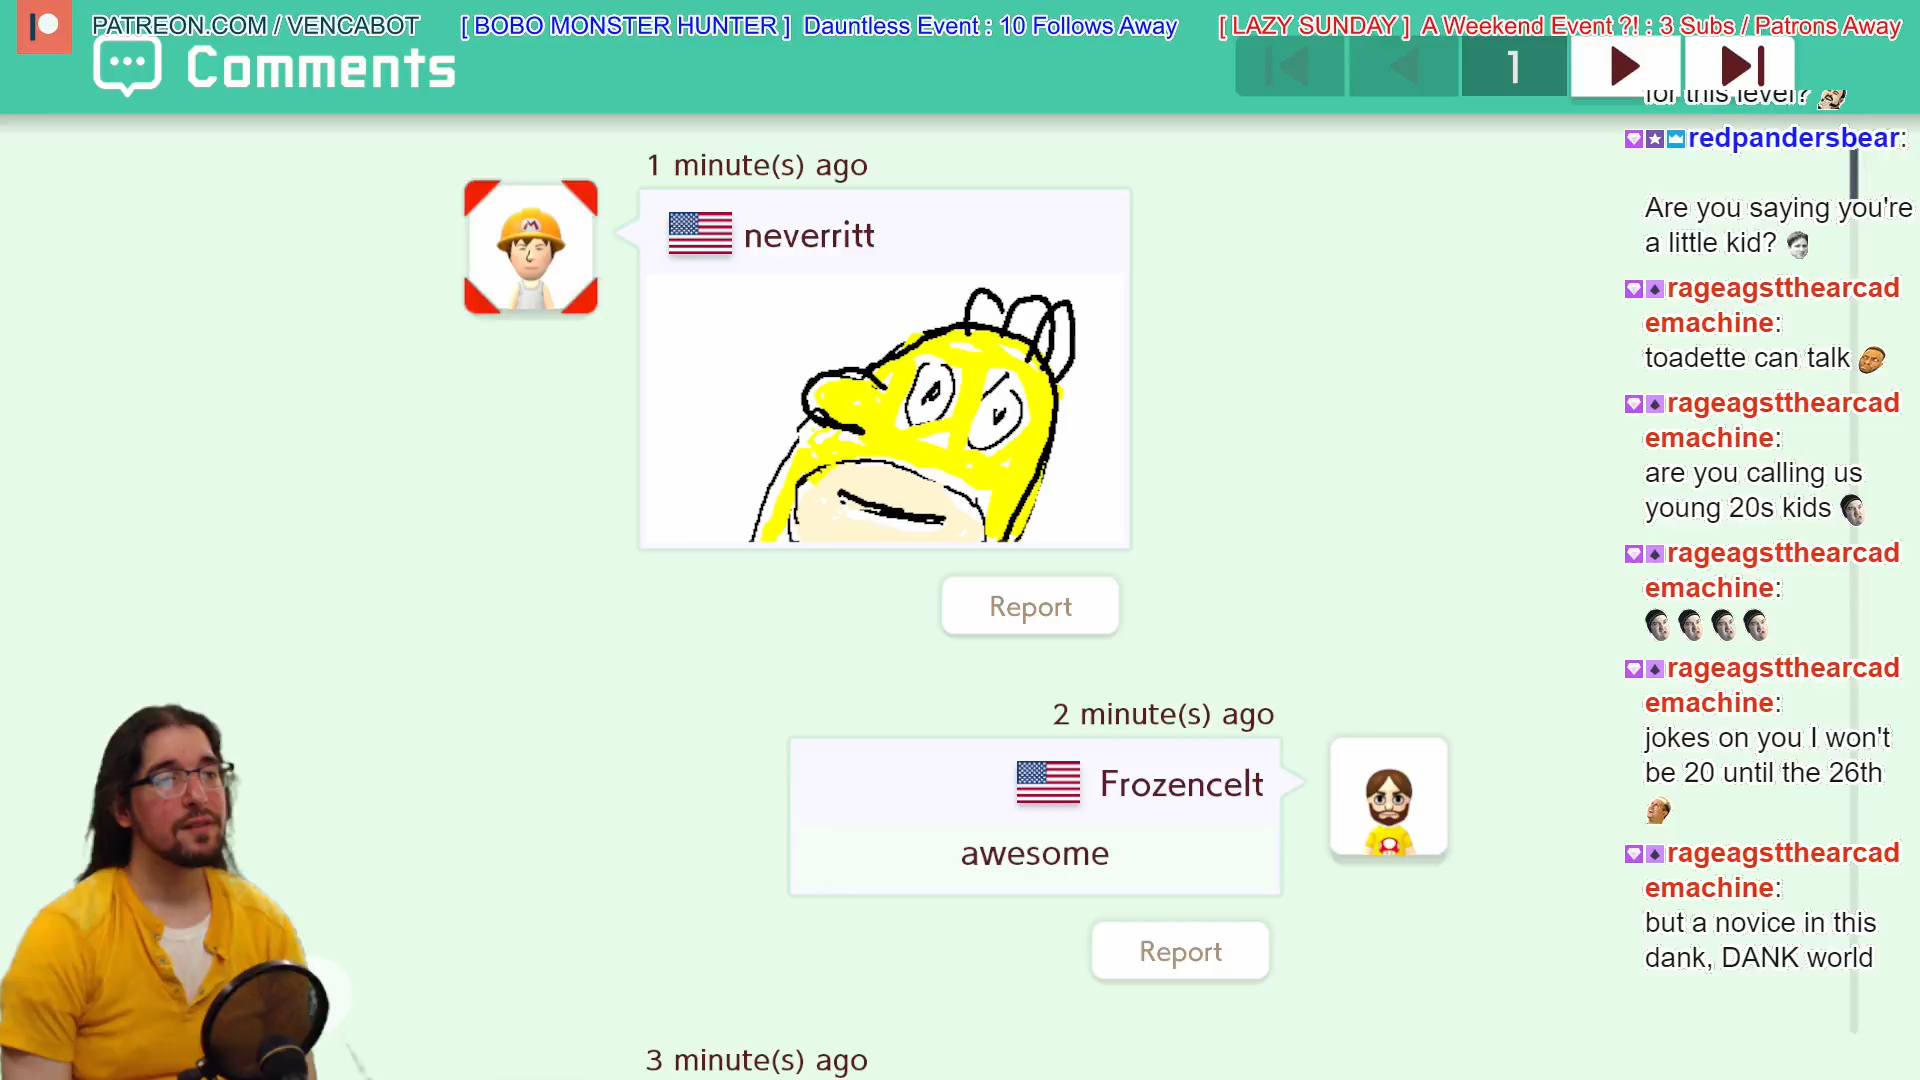 PATREON.COM / VENCABOT
[ BOBO MONSTER HUNTER ] Dauntless Event : 10 Follows Away
[ LAZY SUNDAY ] A Weekend Event ?! : 3 Subs / Patrons Away
Comments
1
for this level?
redpandersbear:
Are you saying you're
a little kid?
rageagstthearcad
emachine:
toadette can talk
rageagstthearcad
emachine:
are you calling us
young 20s kids
rageagstthearcad
emachine:
rageagstthearcad
emachine:
jokes on you I won't
be 20 until the 26th
rageagstthearcad
emachine:
but a novice in this
dank, DANK world
1 minute(s) ago
neverritt
Report
2 minute(s) ago
Frozencelt
awesome
Report
3 minute(s) ago